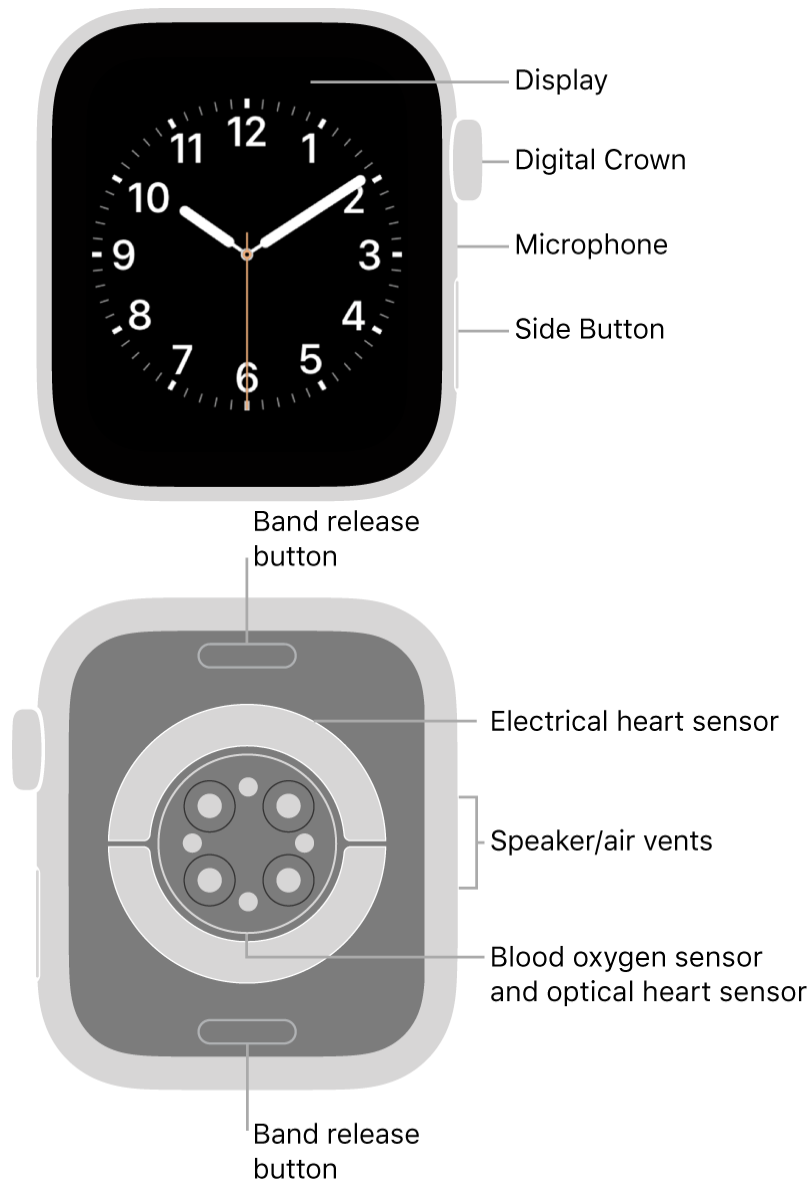 Display
12
11
1
Digital Crown
10
2
Microphone
9
3
8
4
Side Button
7
5
6
Band release
button
Electrical heart sensor
Speaker/air vents
Blood oxygen sensor
and optical heart sensor
Band release
button